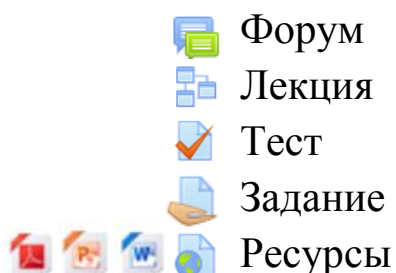 Форум
Лекция
Тест
Задание
Ресурсы